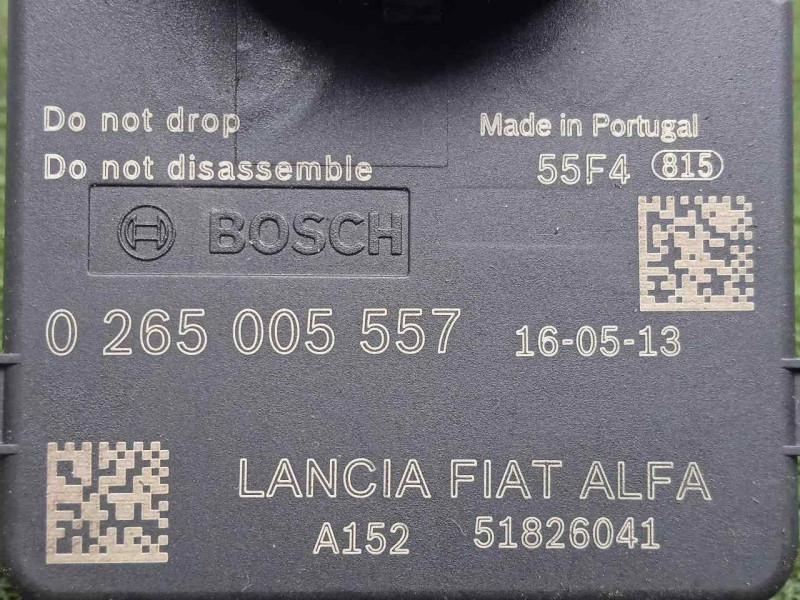 Do not drop
Made in Portugal
Do not disassemble
55F4 815
BOSCH
0 265 005 557 16-05-13
LANCIA FIAT ALFA
A152 51826041